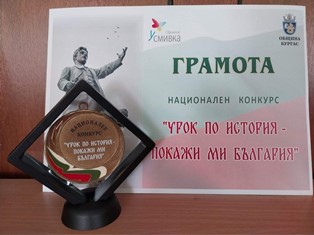 Усмивка
ОБЩИНА
БУРГАС
ГРАМОТА
НАЦИОНАЛЕН КОНКУРС
"УРОК ПО ИСТОРИЯ -
ПОКАЖИ МИ БЪЛГАРИЯ"
НАЦИОНАЛЕН
КОНКУРС
"УРОК ПО ИСТОРИЯ-
ПОКАЖИ МИ
БЪЛГАРИЯ"